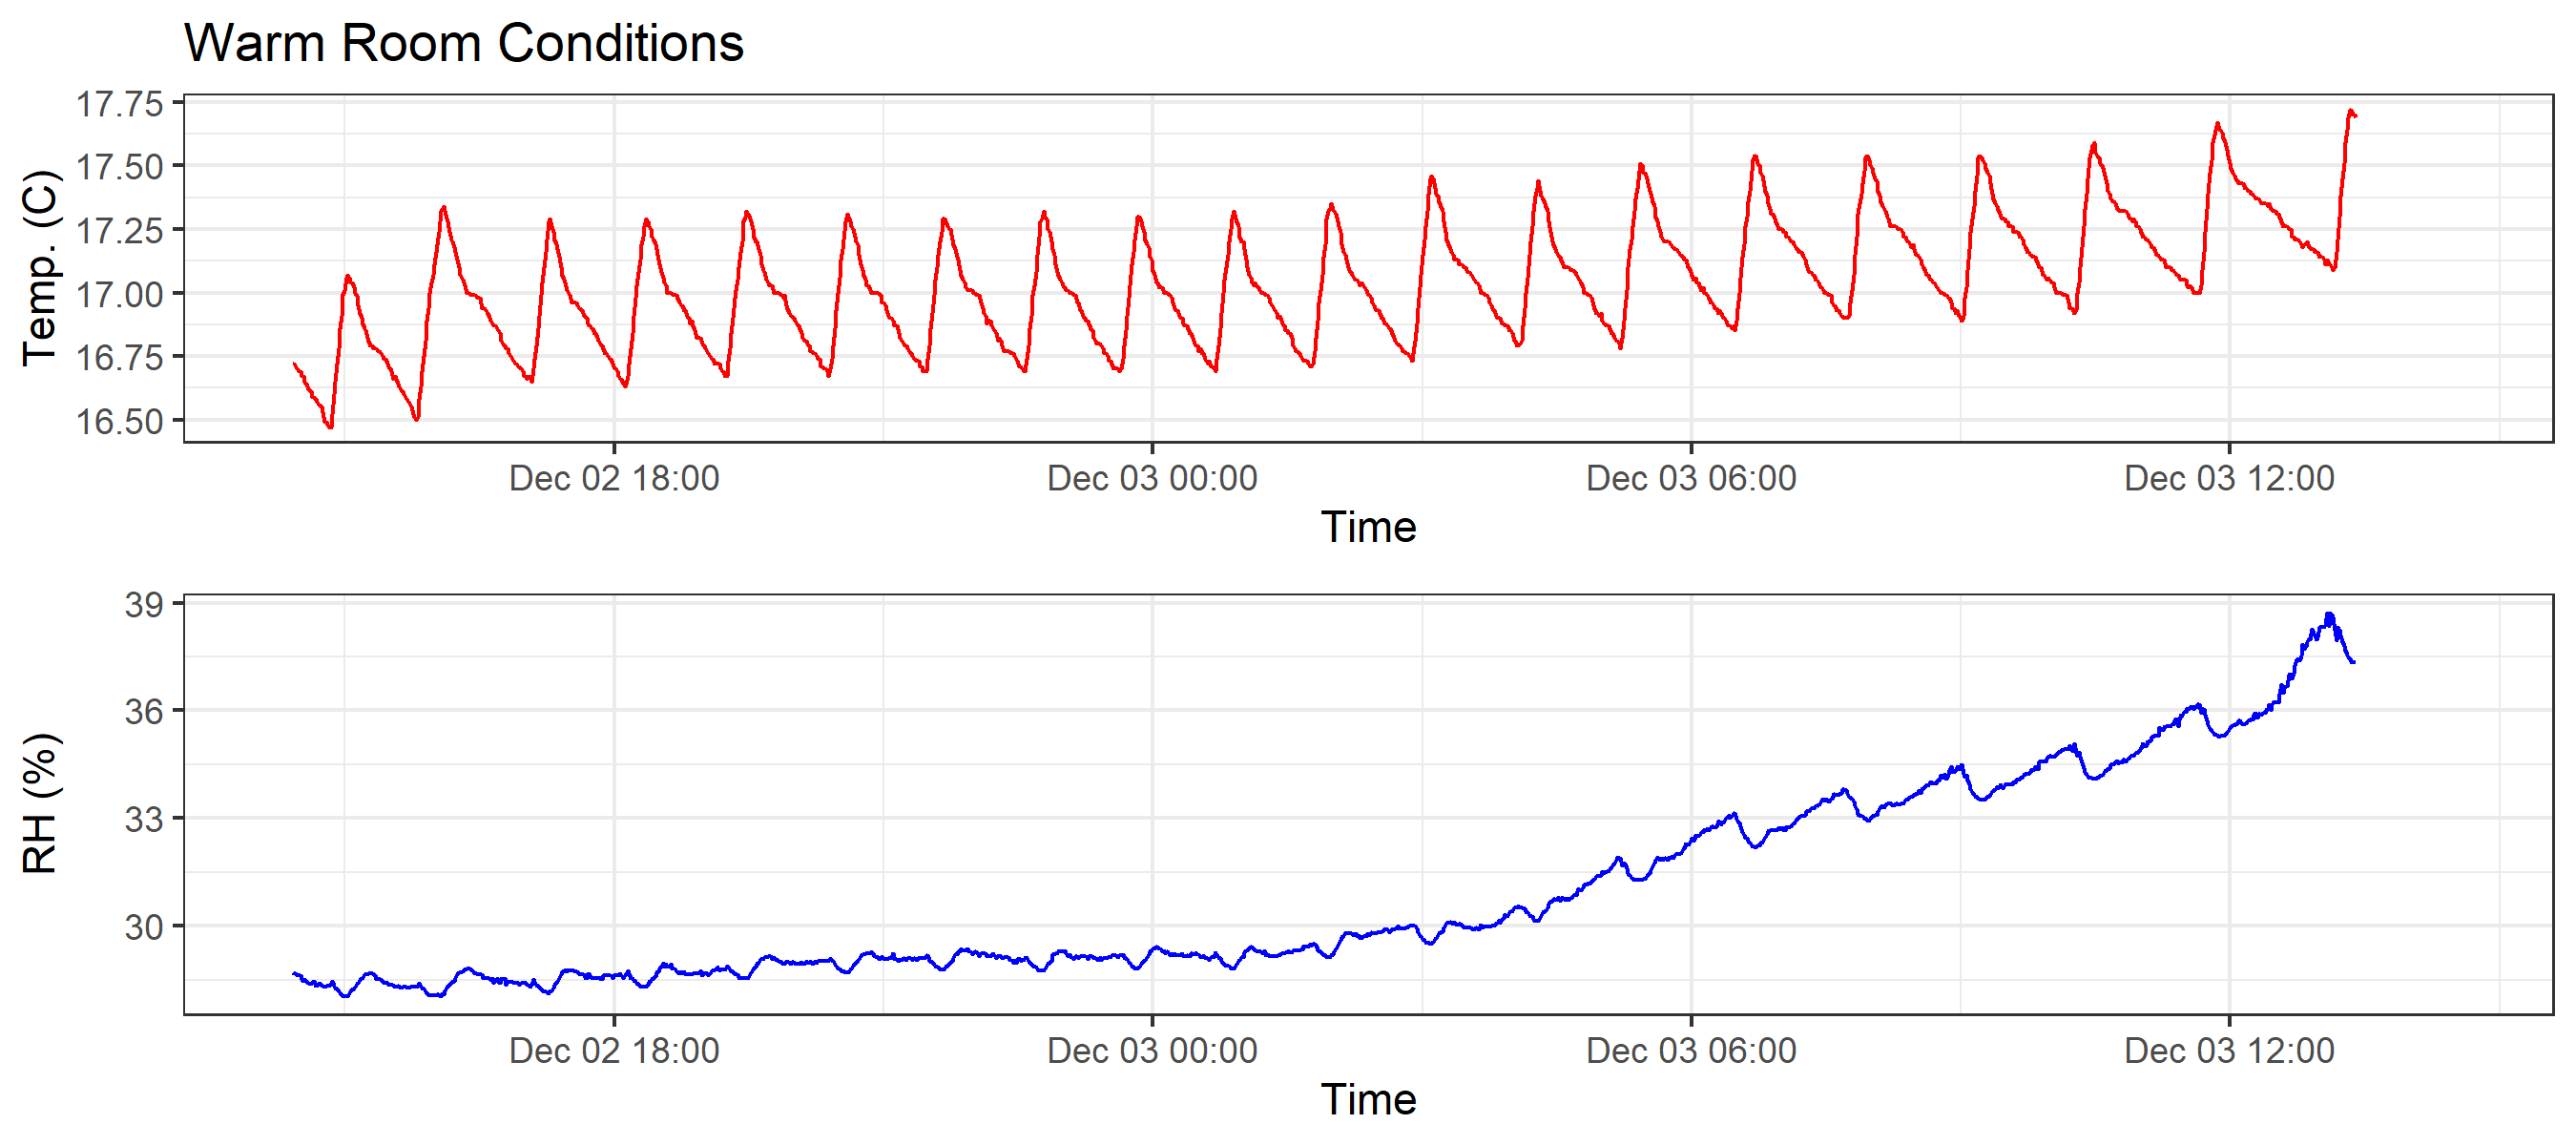 Warm Room Conditions
Temp. (C)
17.75
17.50
17.25
17.00
16.75
16.50
Dec 02 18:00 Dec 03 00:00 Dec 03 06:00 Dec 03 12:00
Time
RH (%)
39
36
33
30
Dec 02 18:00 Dec 03 00:00 Dec 03 06:00 Dec 03 12:00
Time